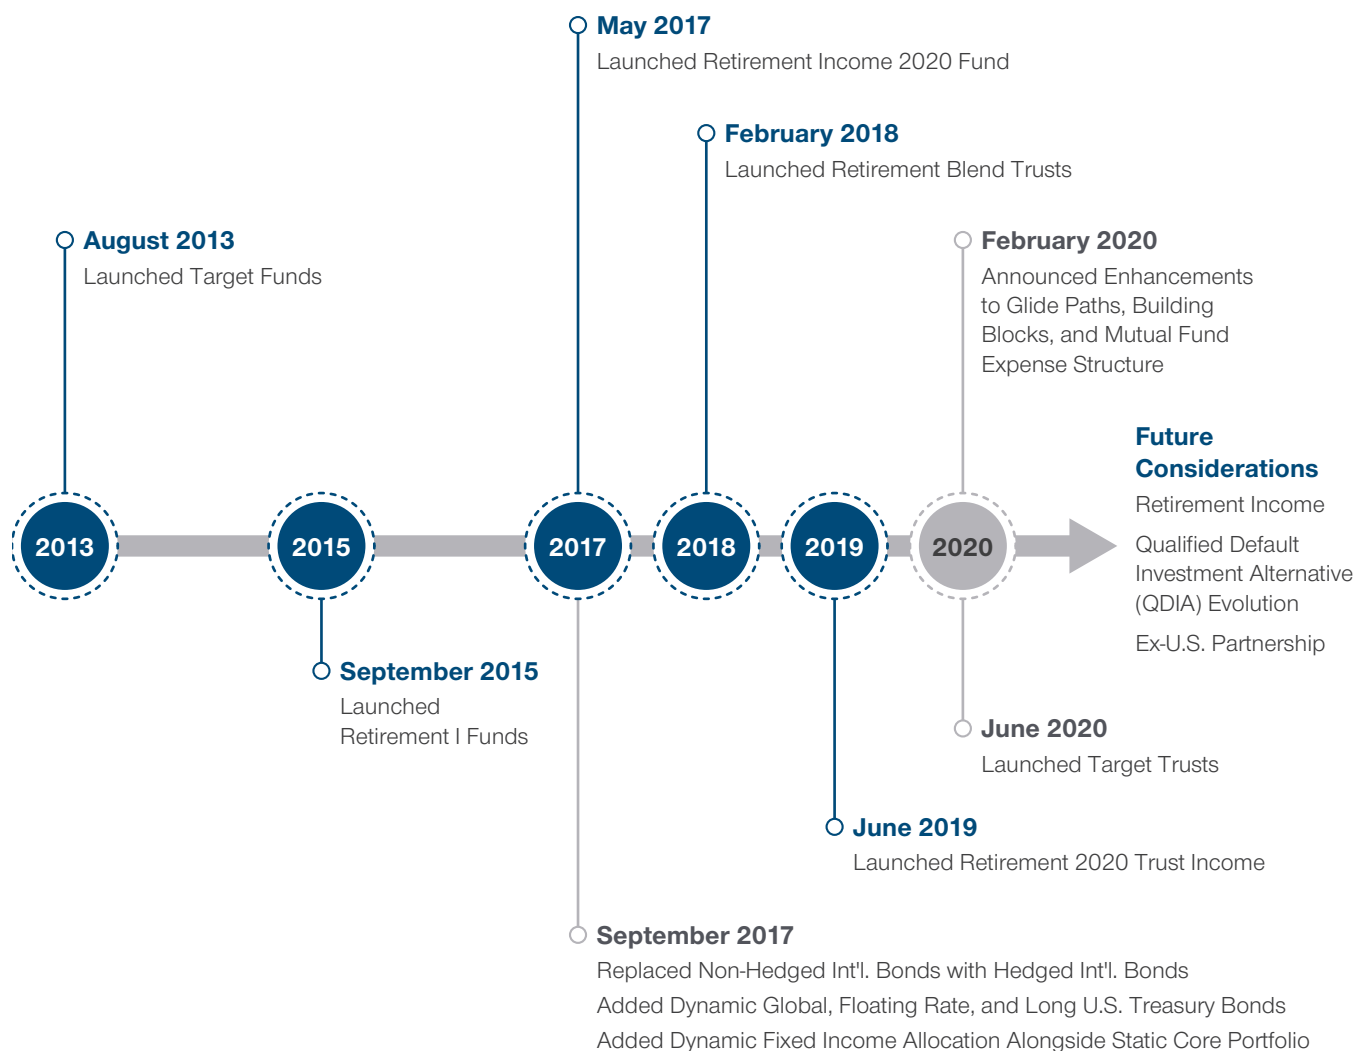 May 2017
Launched Retirement Income 2020 Fund
February 2018
Launched Retirement Blend Trusts
August 2013
Launched Target Funds
February 2020
Announced Enhancements
to Glide Paths, Building
Blocks, and Mutual Fund
Expense Structure
2013
2015
2017
2018
2019
2020
Future
Considerations
Retirement Income
Qualified Default
Investment Alternative
(QDIA) Evolution
Ex-U.S. Partnership
September 2015
Launched
Retirement I Funds
June 2020
Launched Target Trusts
June 2019
Launched Retirement 2020 Trust Income
September 2017
Replaced Non-Hedged Int'l. Bonds with Hedged Int'l. Bonds
Added Dynamic Global, Floating Rate, and Long U.S. Treasury Bonds
Added Dynamic Fixed Income Allocation Alongside Static Core Portfolio